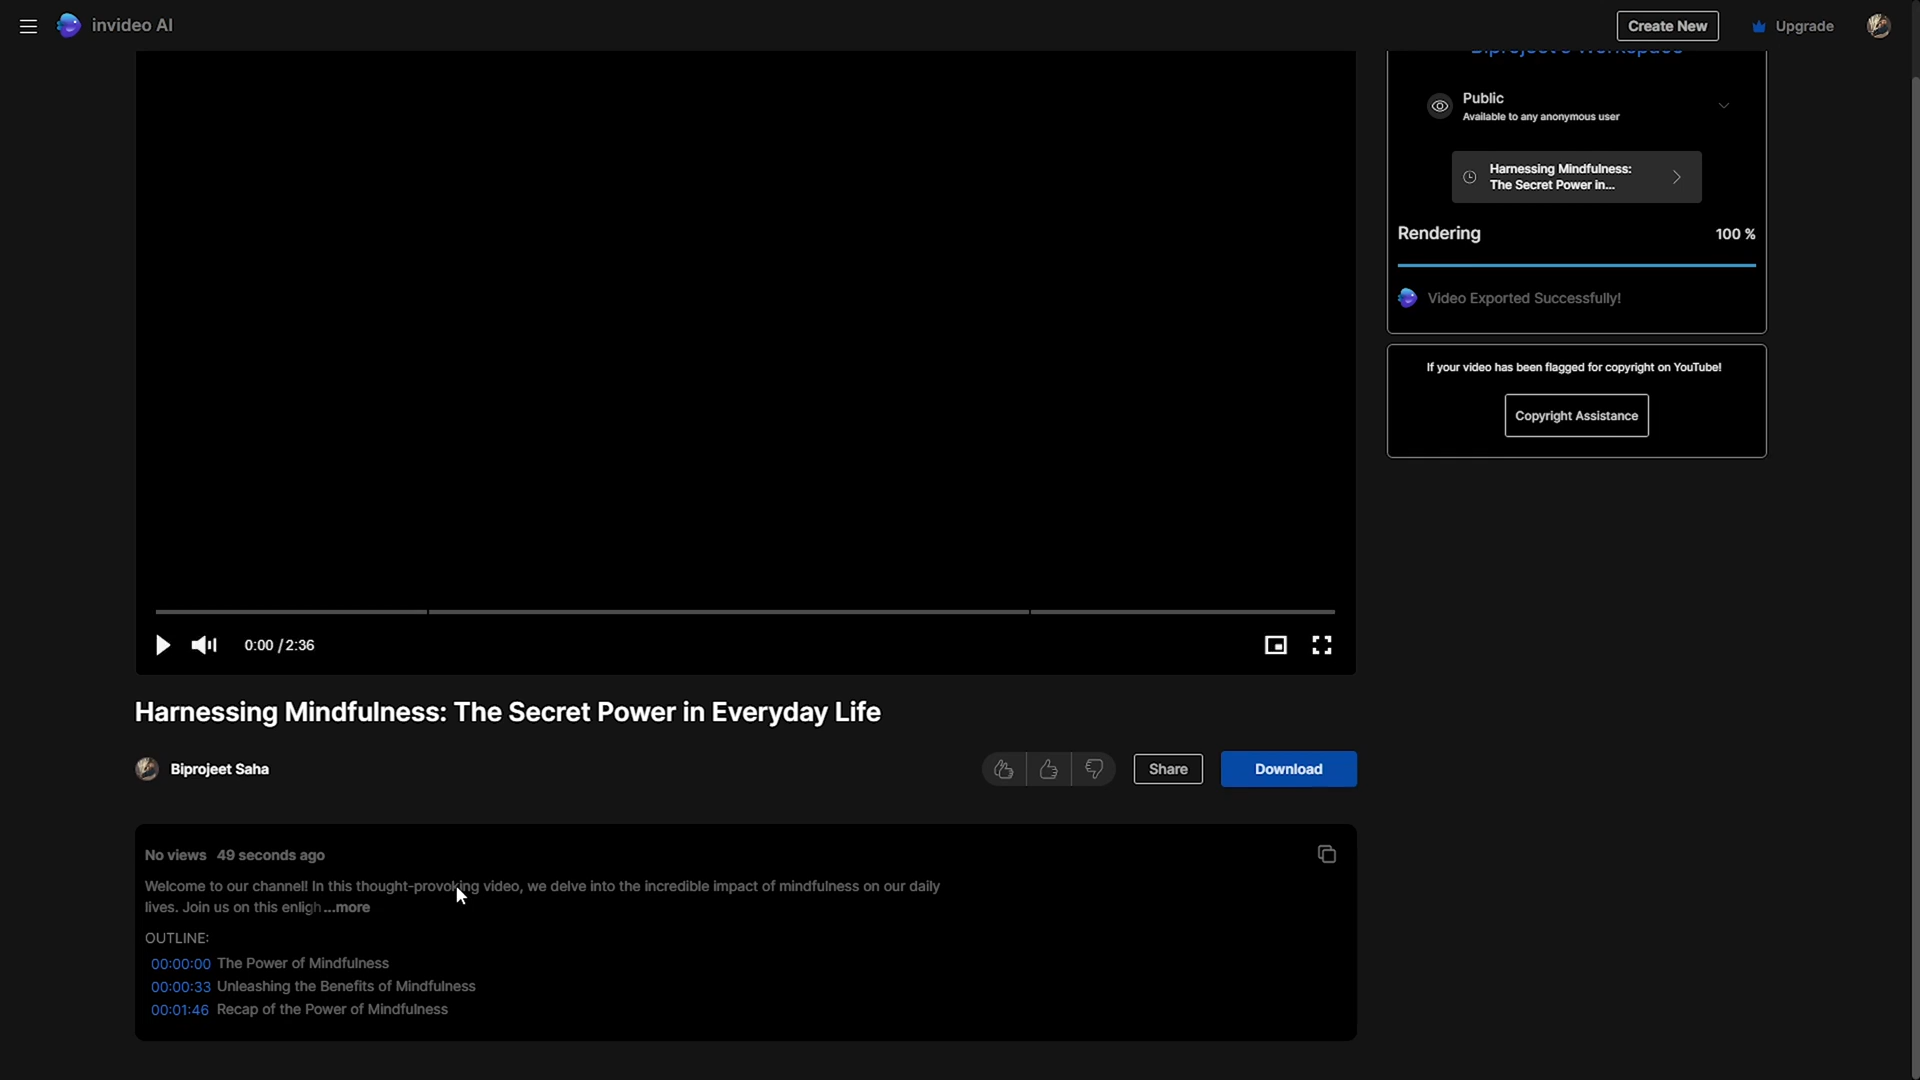 invideo AI
Create New
Upgrade
Biproject's Workspace
Public
Available to any anonymous user
Harnessing Mindfulness:
The Secret Power in...
Rendering
100 %
Video Exported Successfully!
If your video has been flagged for copyright on YouTube!
Copyright Assistance
0:00 / 2:36
Harnessing Mindfulness: The Secret Power in Everyday Life
Biprojeet Saha
Share
Download
No views 49 seconds ago
Welcome to our channel! In this thought-provoking video, we delve into the incredible impact of mindfulness on our daily
lives. Join us on this enligh ...more
OUTLINE:
00:00:00 The Power of Mindfulness
00:00:33 Unleashing the Benefits of Mindfulness
00:01:46 Recap of the Power of Mindfulness